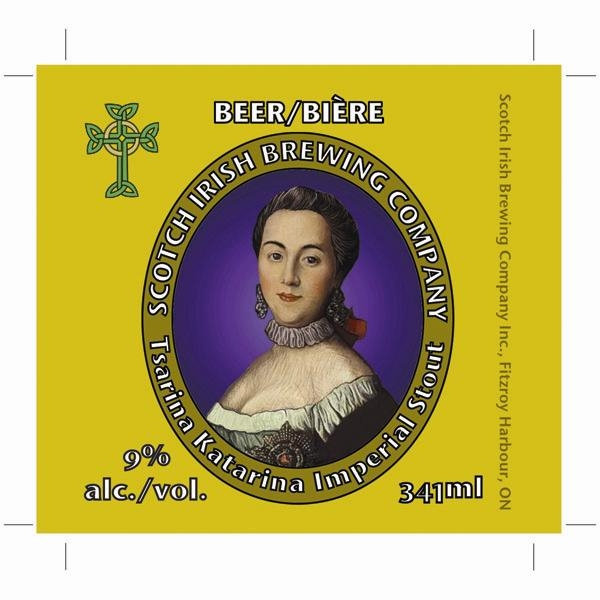 BEER/BIÈRE
SCOTCH IRISH BREWING COMPANY
Tsarina Katarina Imperial Stout
9%
alc./vol.
341ml
Scotch Irish Brewing Company Inc., Fitzroy Harbour, ON